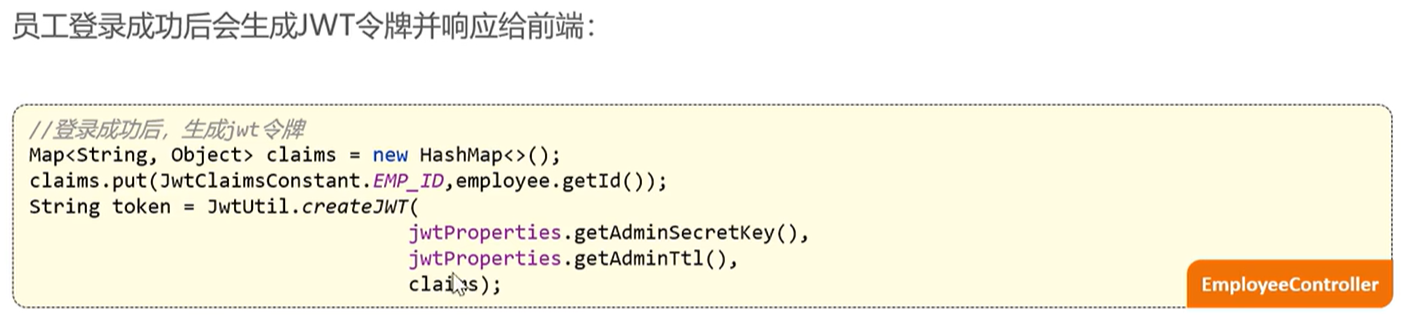 员工登录成功后会生成JWT令牌并响应给前端：
//登录成功后，生成jwt令牌
Map<String, Object> claims = new HashMap<>();
claims.put(JwtClaimsConstant.EMP_ID,employee.getId());
String token = JwtUtil.createJWT(
jwtProperties.getAdminSecretKey(),
jwtProperties.getAdminTtl(),
claims);
EmployeeController